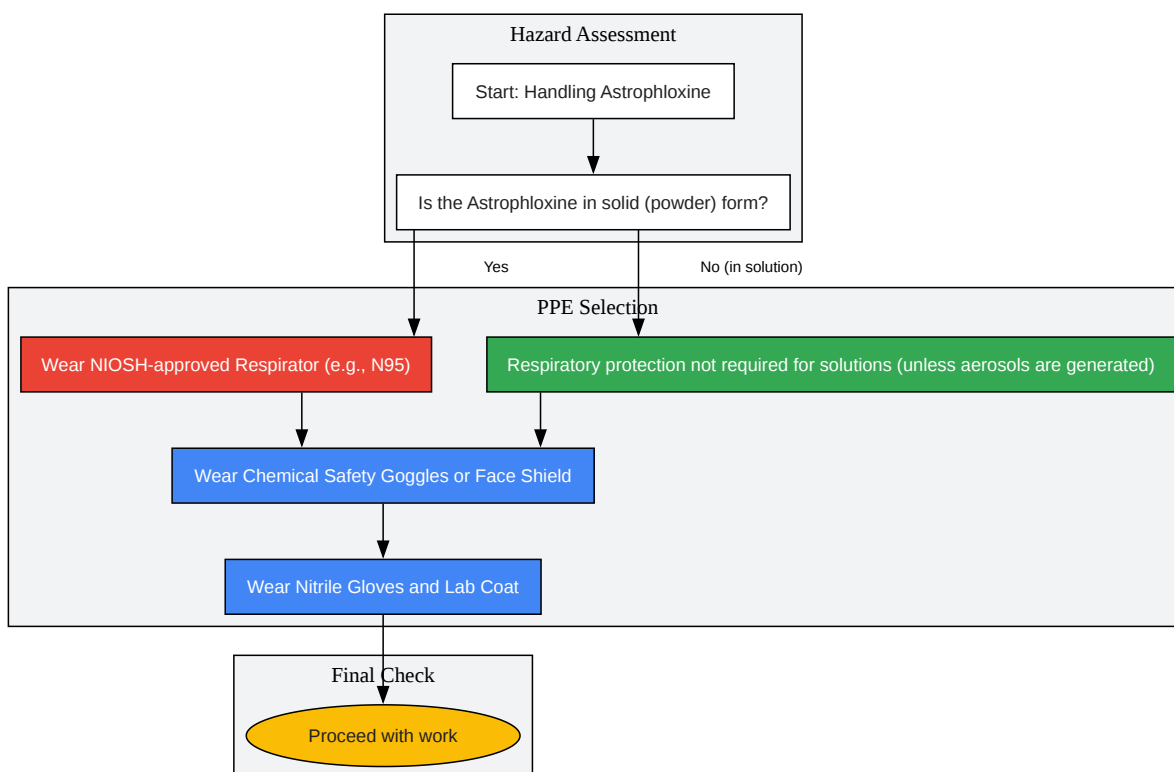 Hazard Assessment
Start: Handling Astrophloxine
Is the Astrophloxine in solid (powder) form?
Yes
No (in solution)
PPE Selection
Wear NIOSH-approved Respirator (e.g., N95)
Respiratory protection not required for solutions (unless aerosols are generated)
Wear Chemical Safety Goggles or Face Shield
Wear Nitrile Gloves and Lab Coat
Final Check
Proceed with work